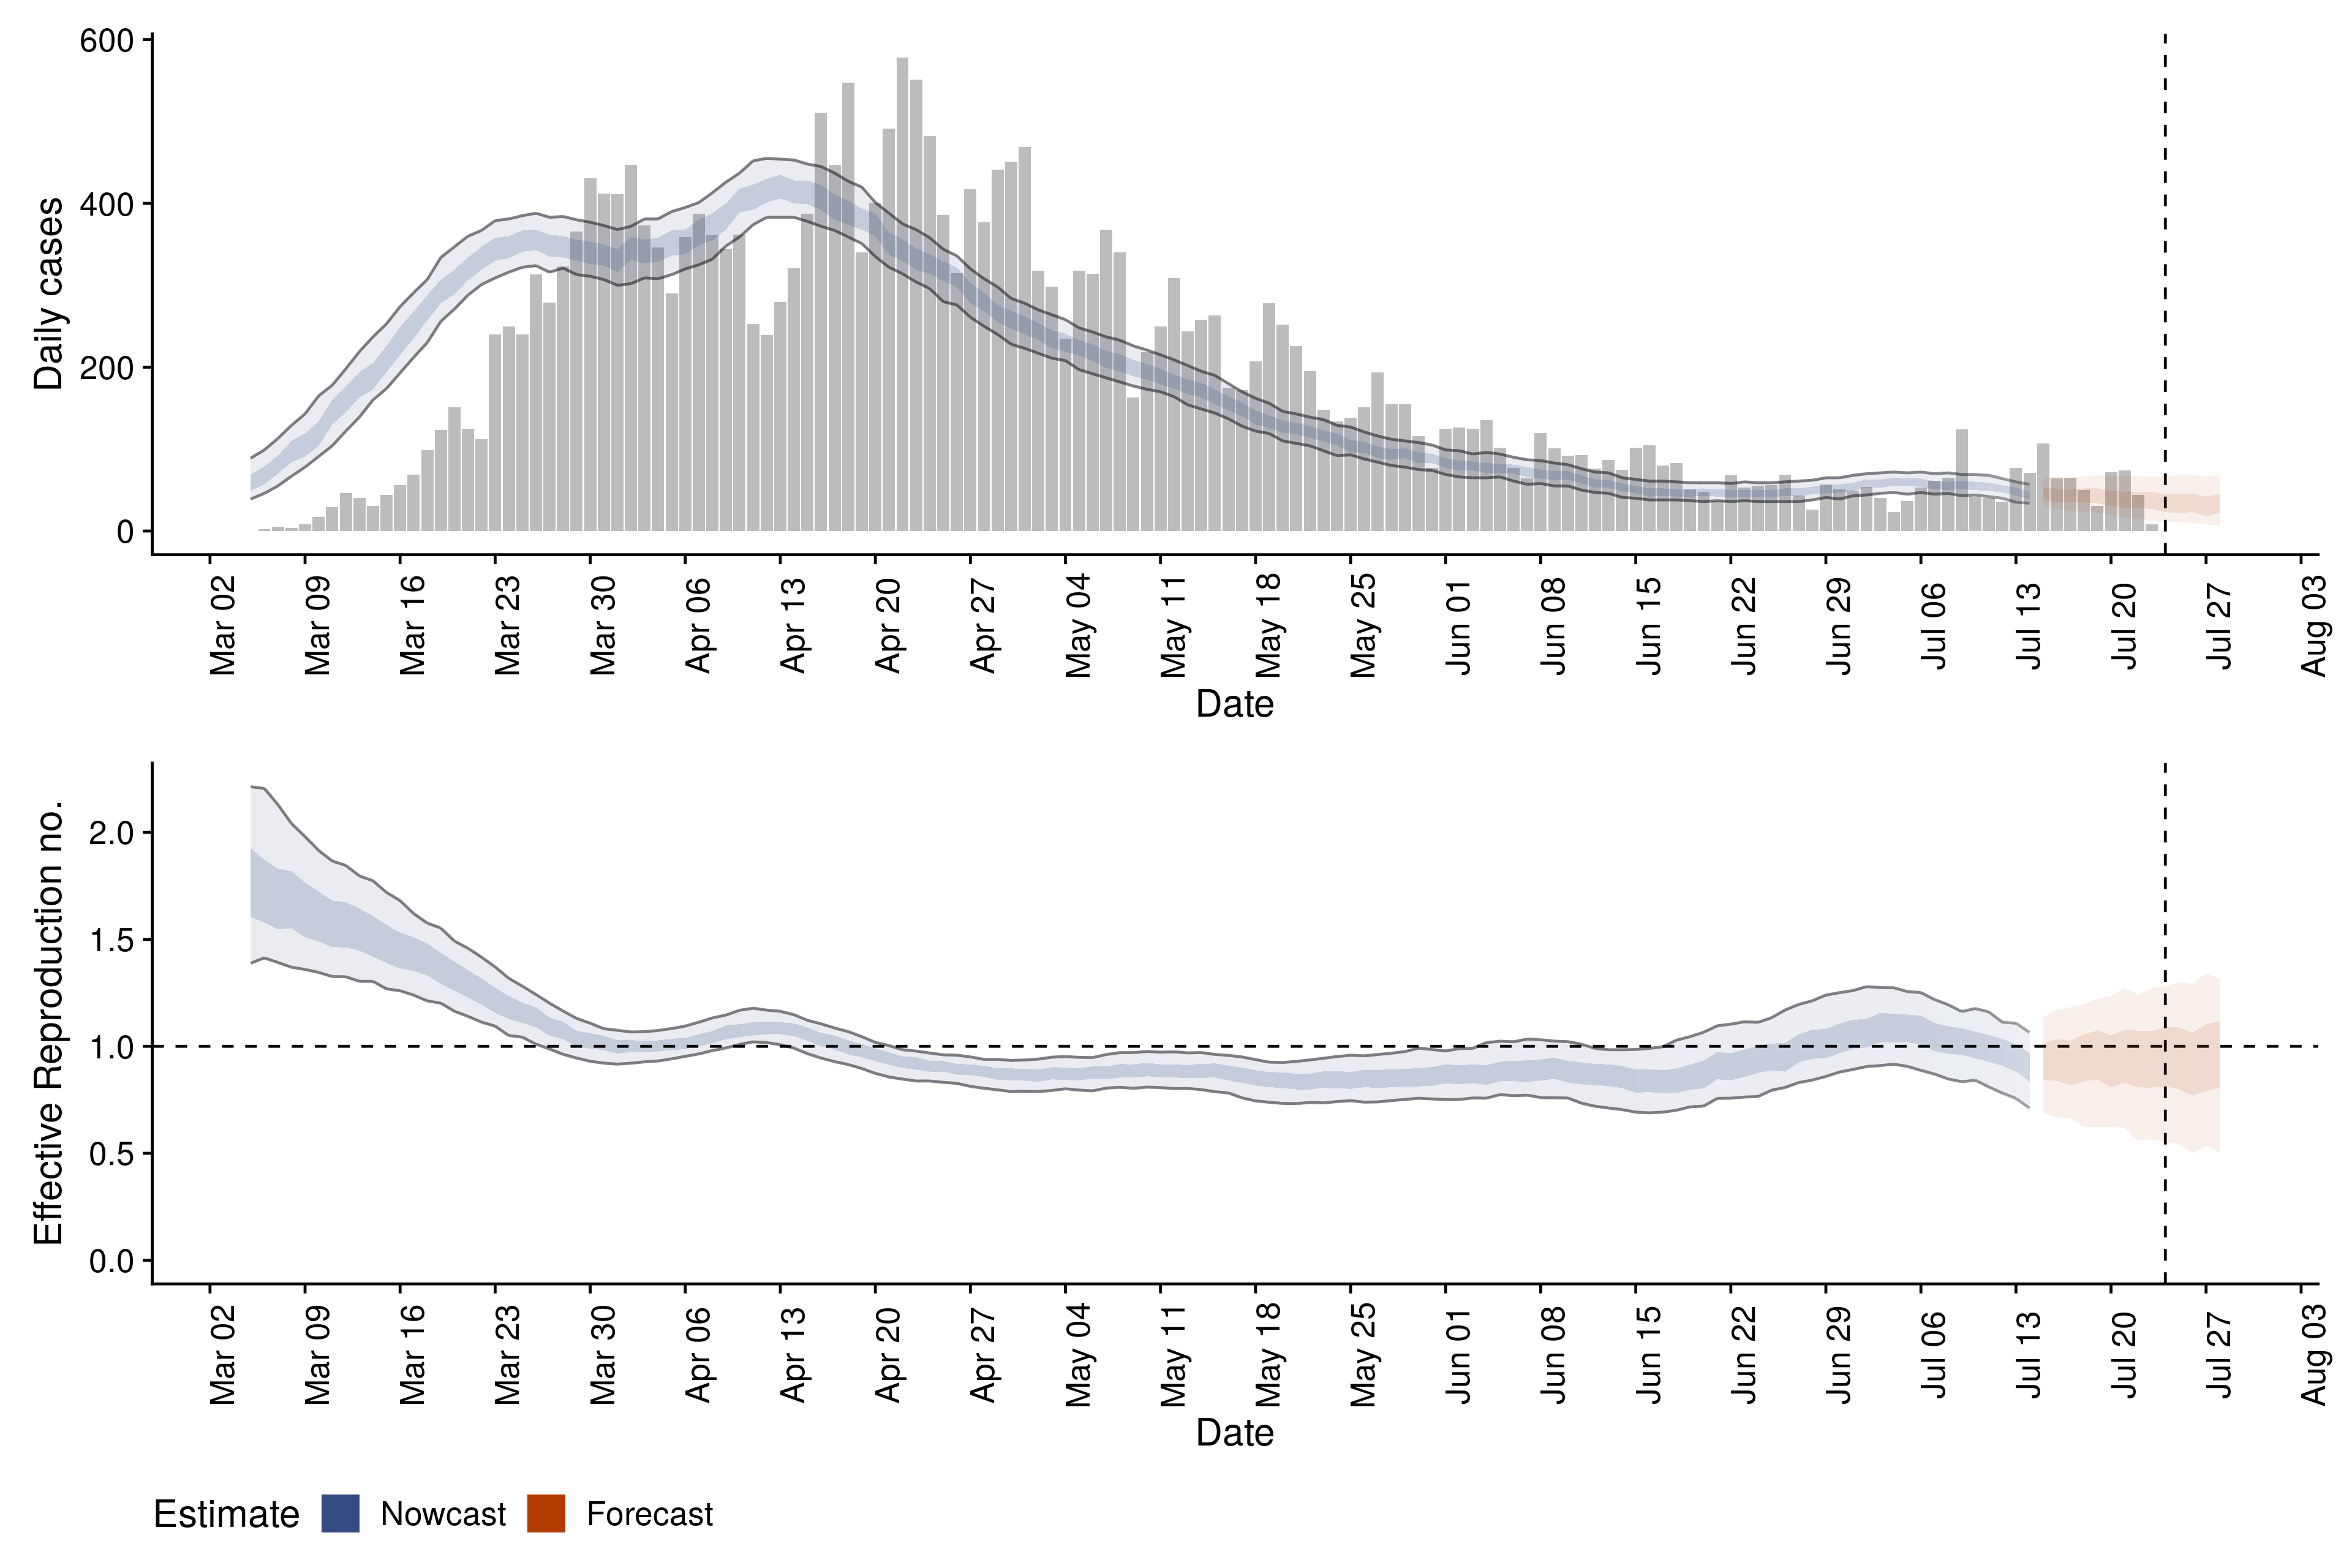 600
400
200
0
Daily cases
Mar 02 Mar 09 Mar 16 Mar 23 Mar 30 Apr 06 Apr 13 Apr 20 Apr 27 May 04 May 11 May 18 May 25 Jun 01 Jun 08 Jun 15 Jun 22 Jun 29 Jul 06 Jul 13 Jul 20 Jul 27 Aug 03
Date
2.0
1.5
1.0
0.5
0.0
Effective Reproduction no.
Mar 02 Mar 09 Mar 16 Mar 23 Mar 30 Apr 06 Apr 13 Apr 20 Apr 27 May 04 May 11 May 18 May 25 Jun 01 Jun 08 Jun 15 Jun 22 Jun 29 Jul 06 Jul 13 Jul 20 Jul 27 Aug 03
Date
Estimate Nowcast Forecast